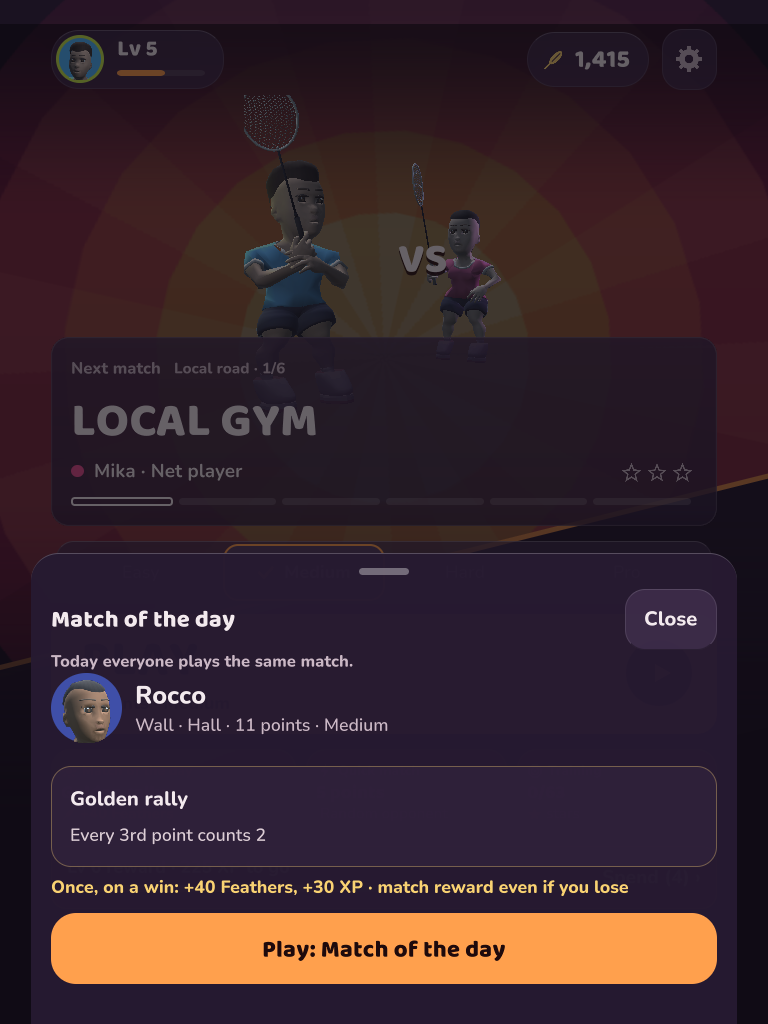 Lv 5
1,415
VS
Next match Local road · 1/6
LOCAL GYM
Mika · Net player
Match of the day
Close
Today everyone plays the same match.
Rocco
Wall · Hall · 11 points · Medium
Golden rally
Every 3rd point counts 2
Once, on a win: +40 Feathers, +30 XP · match reward even if you lose
Play: Match of the day